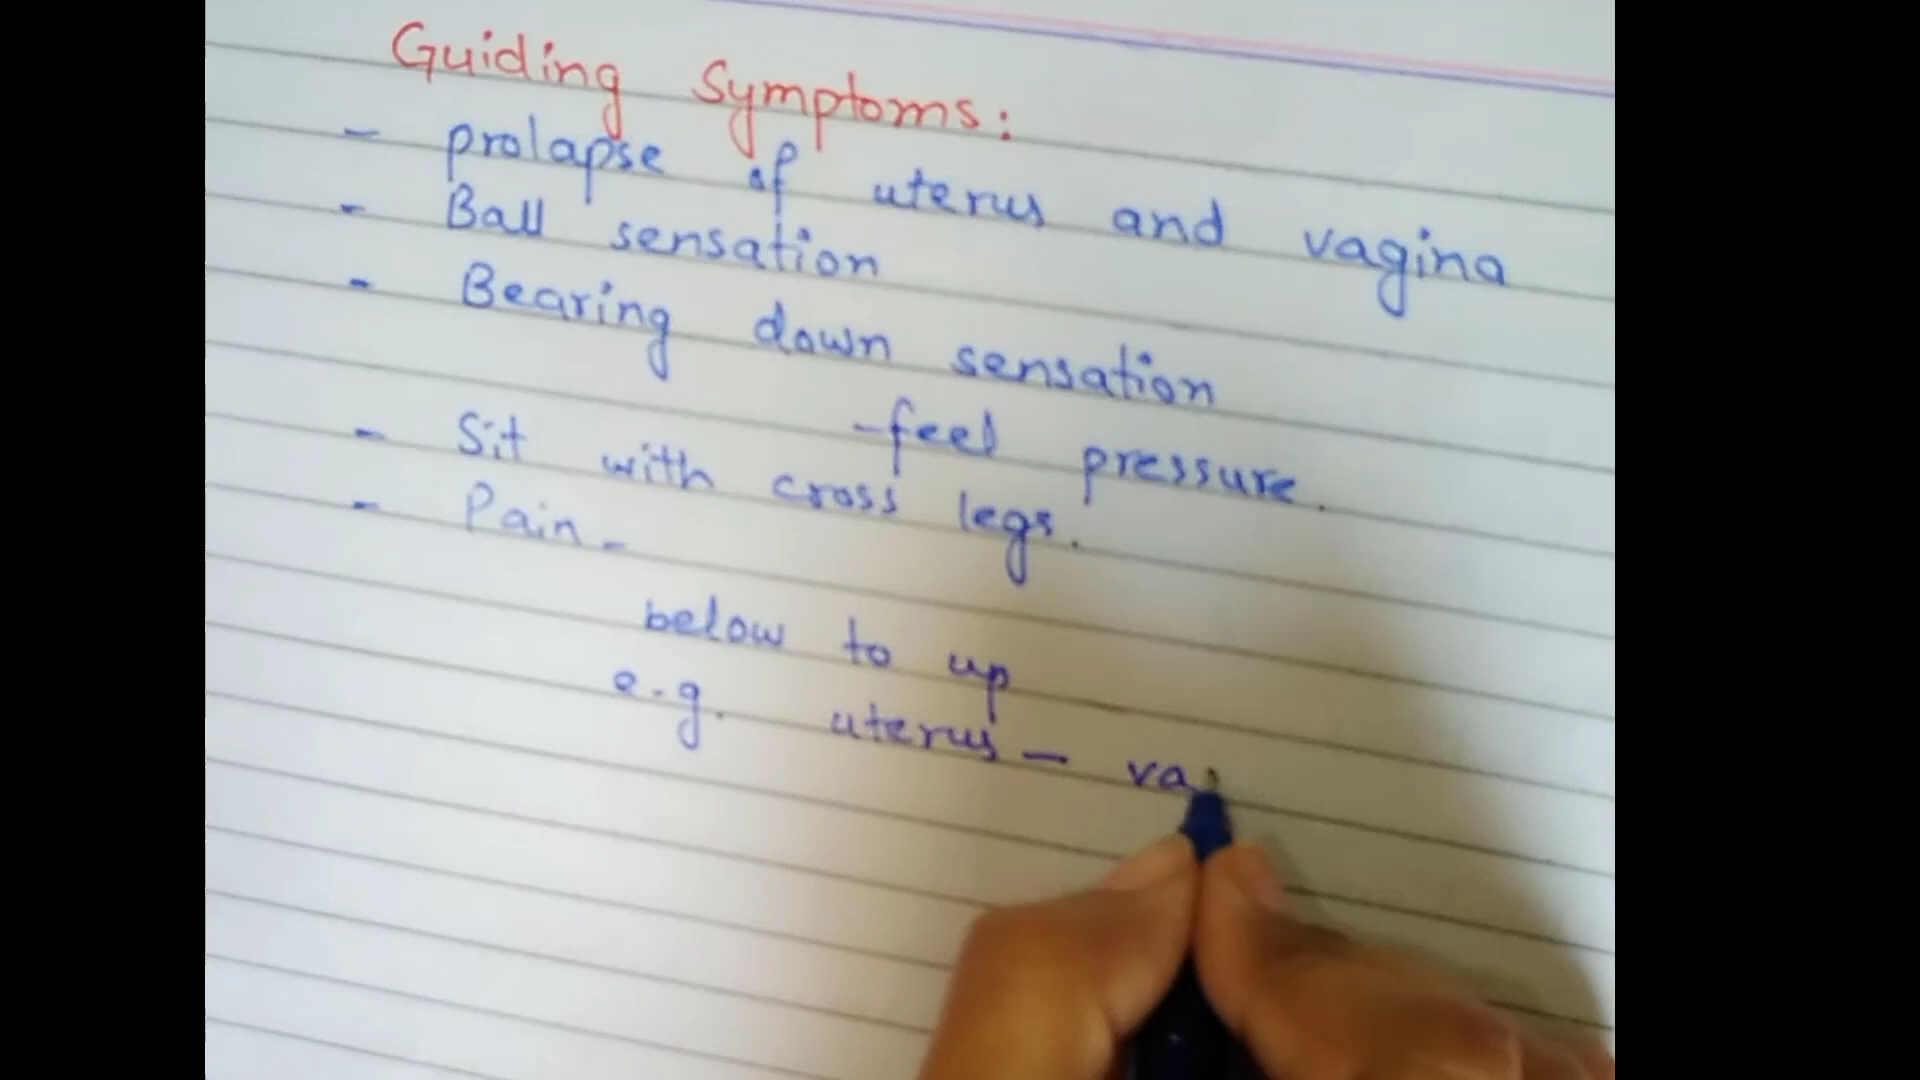 Guiding Symptoms:
- prolapse of uterus and vagina
- Ball sensation
- Bearing down sensation
- feel pressure.
- Sit with cross legs.
- Pain -
below to up
e.g. uterus - va